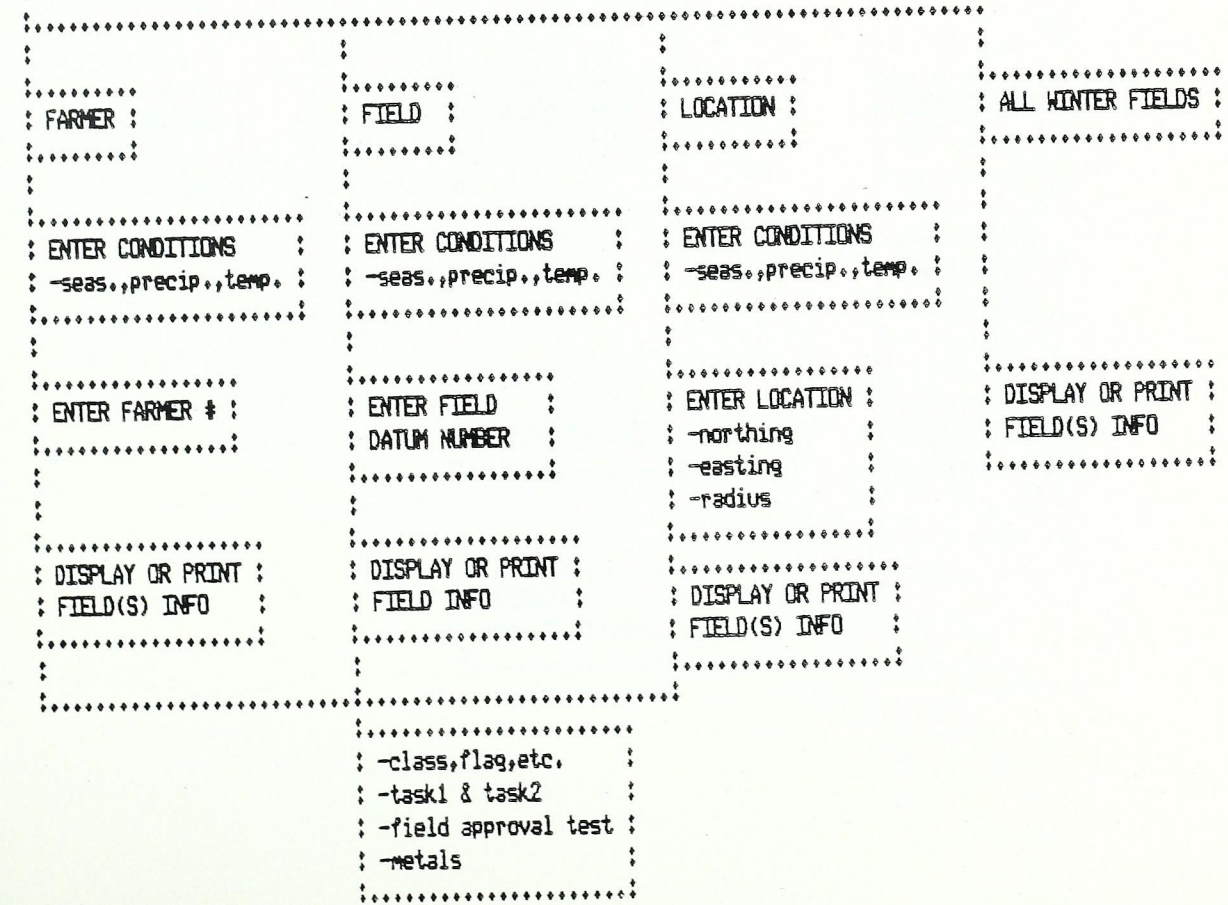 FARMER
FIELD
LOCATION
ALL WINTER FIELDS
ENTER CONDITIONS
-seas.,precip.,temp.
ENTER CONDITIONS
-seas.,precip.,temp.
ENTER CONDITIONS
-seas.,precip.,temp.
ENTER FARMER #
ENTER FIELD
DATUM NUMBER
ENTER LOCATION
-northing
-easting
-radius
DISPLAY OR PRINT
FIELD(S) INFO
DISPLAY OR PRINT
FIELD(S) INFO
DISPLAY OR PRINT
FIELD INFO
DISPLAY OR PRINT
FIELD(S) INFO
-class,flag,etc.
-task1 & task2
-field approval test
-metals